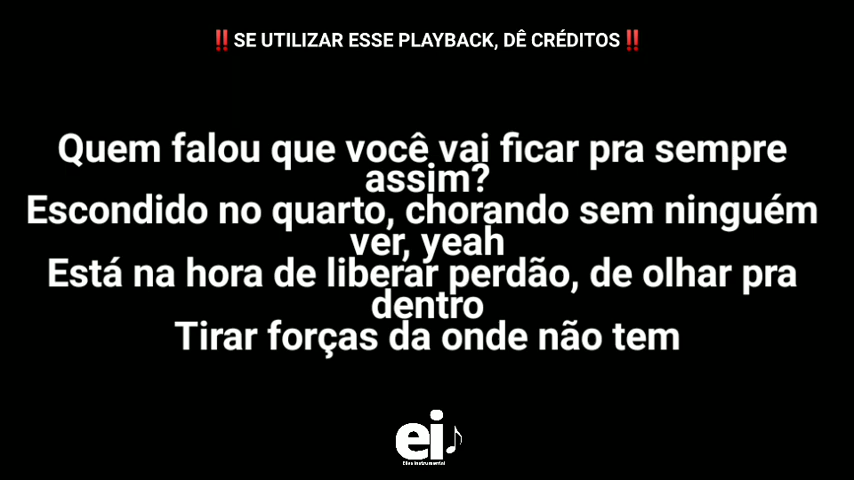 ‼️SE UTILIZAR ESSE PLAYBACK, DÊ CRÉDITOS‼️
Quem falou que você vai ficar pra sempre
assim?
Escondido no quarto, chorando sem ninguém
ver, yeah
Está na hora de liberar perdão, de olhar pra
dentro
Tirar forças da onde não tem
ei